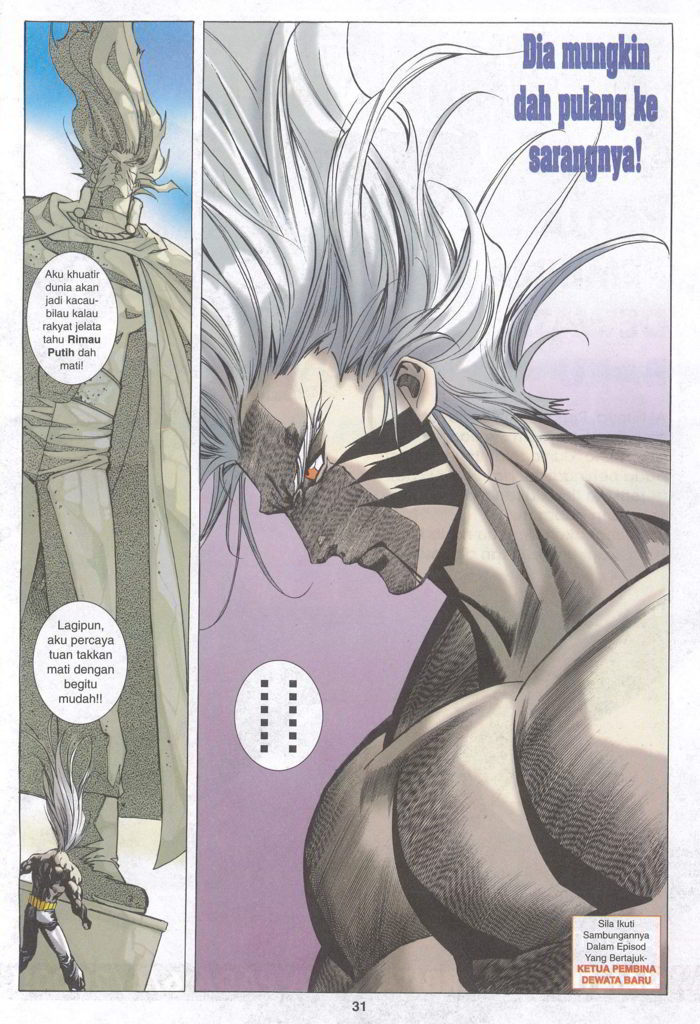 Aku khuatir
dunia akan
jadi kacau-
bilau kalau
rakyat jelata
tahu Rimau
Putih dah
mati!
Lagipun,
aku percaya
tuan takkan
mati dengan
begitu
mudah!!
Dia mungkin
dah pulang ke
sarangnya!
Sila Ikuti
Sambungannya
Dalam Episod
Yang Bertajuk-
KETUA PEMBINA
DEWATA BARU
31